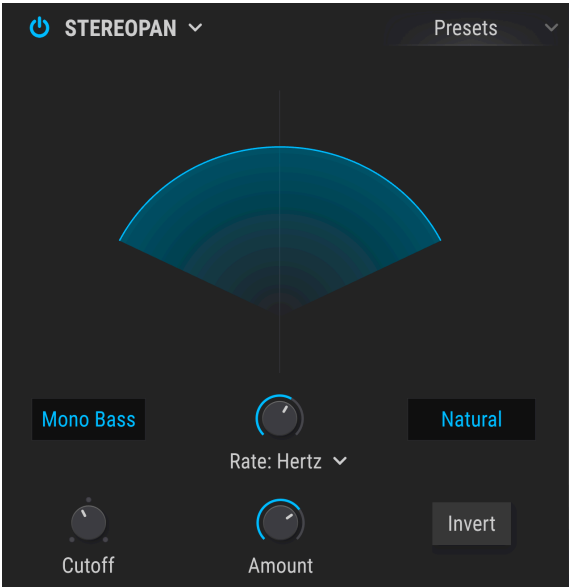 STEREOPAN
Presets
Mono Bass
Natural
Rate: Hertz
Cutoff
Amount
Invert